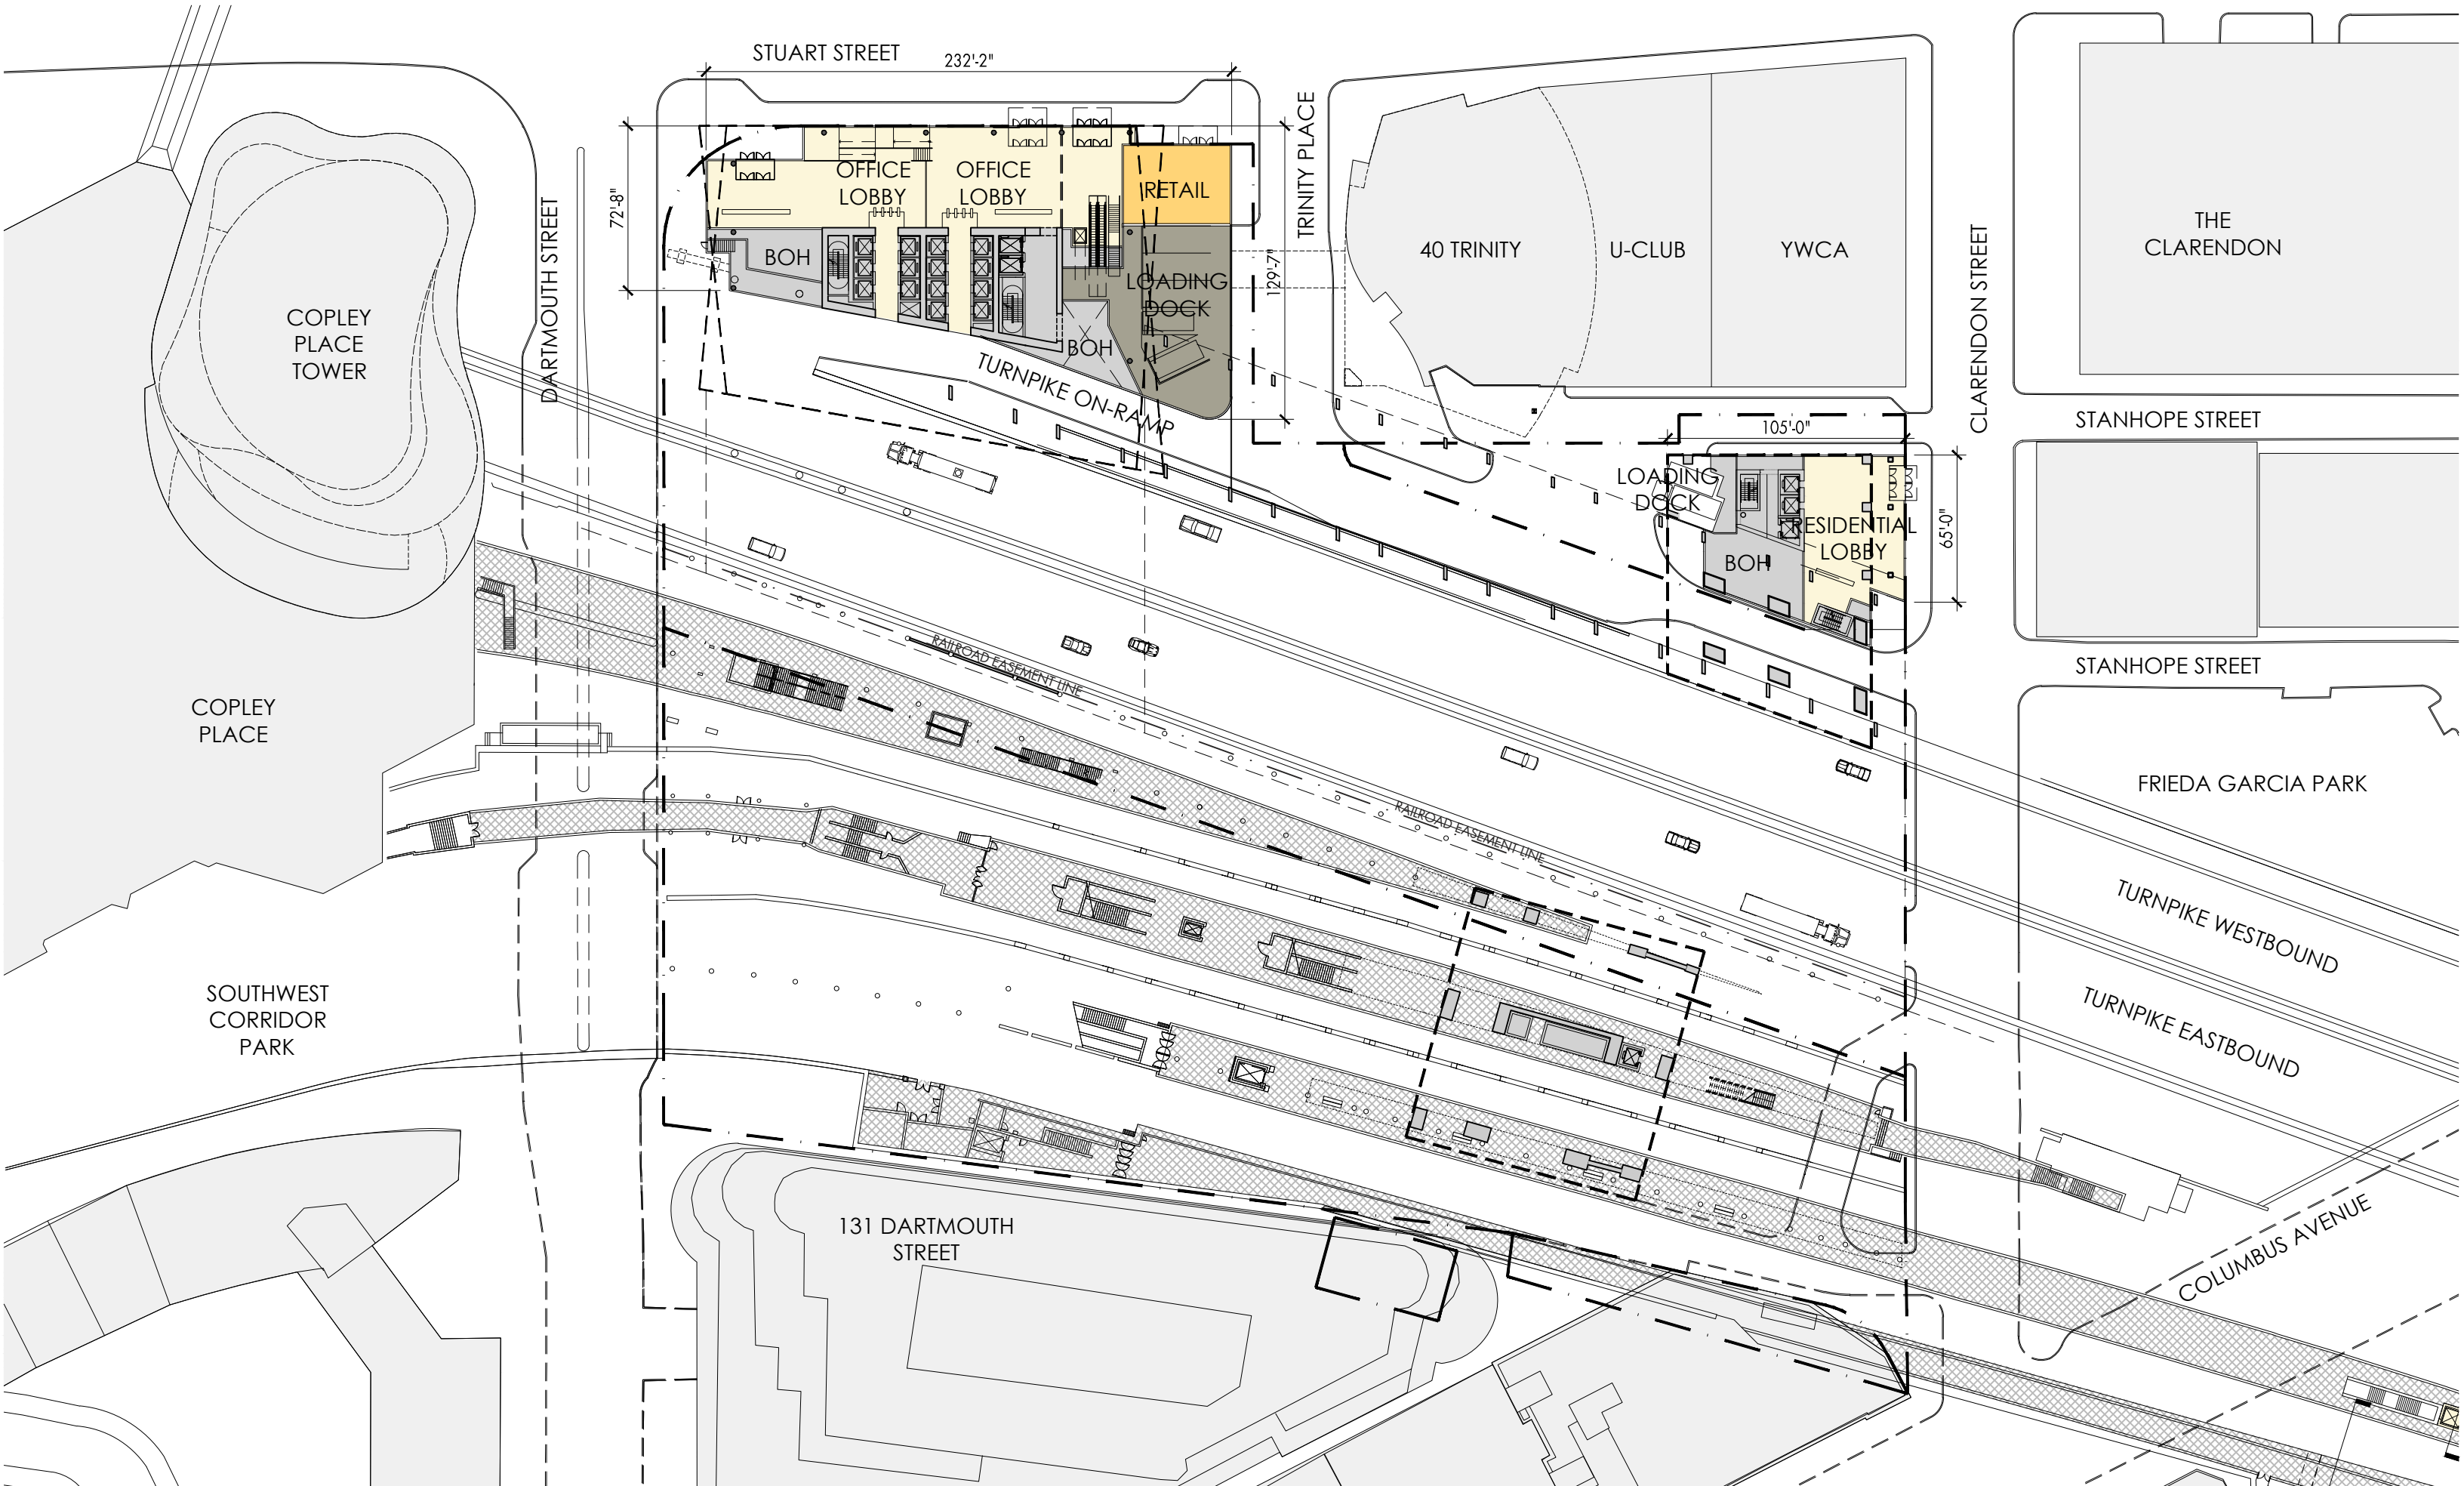 STUART STREET
232'-2"
TRINITY PLACE
72'-8"
OFFICE
LOBBY
OFFICE
LOBBY
RETAIL
DARTMOUTH STREET
BOH
LOADING
DOCK
129'-7"
BOH
TURNPIKE ON-RAMP
40 TRINITY
U-CLUB
YWCA
THE
CLARENDON
CLARENDON STREET
COPLEY
PLACE
TOWER
STANHOPE STREET
105'-0"
LOADING
DOCK
RESIDENTIAL
LOBBY
BOH
65'-0"
STANHOPE STREET
RAILROAD EASEMENT LINE
COPLEY
PLACE
FRIEDA GARCIA PARK
RAILROAD EASEMENT LINE
TURNPIKE WESTBOUND
SOUTHWEST
CORRIDOR
PARK
TURNPIKE EASTBOUND
131 DARTMOUTH
STREET
COLUMBUS AVENUE